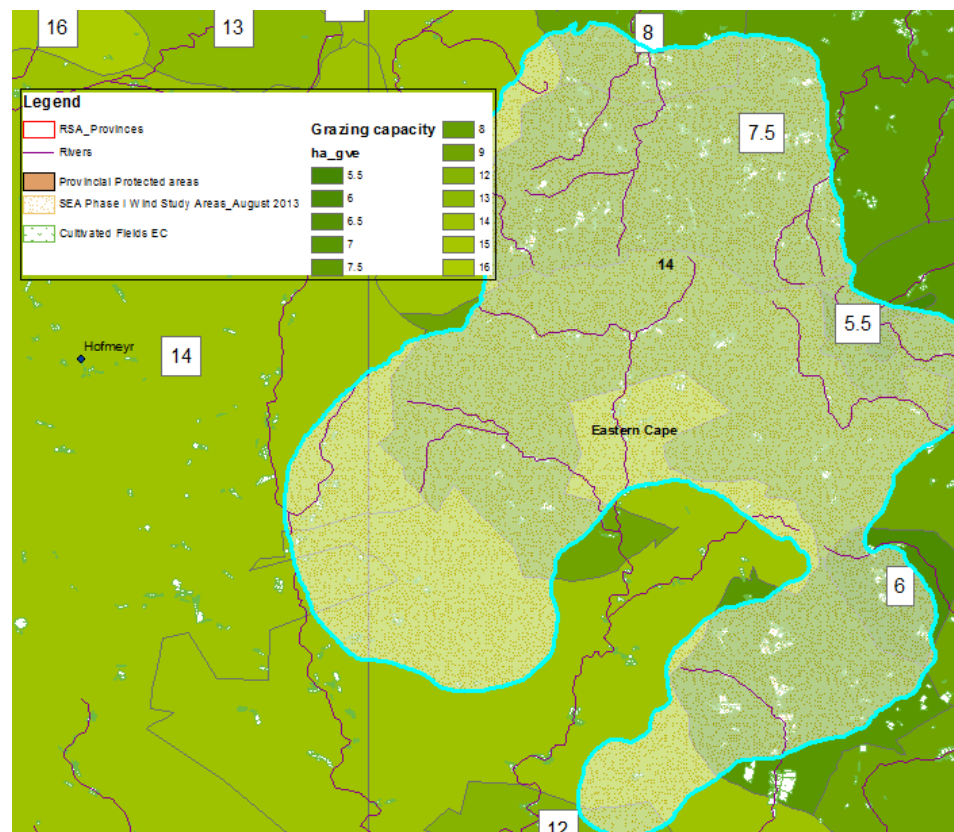 16
13
8
Legend
RSA_Provinces
Rivers
Provincial Protected areas
SEA Phase I Wind Study Areas_August 2013
Cultivated Fields EC
Grazing capacity
ha_gve
5.5
6
6.5
7
7.5
8
9
12
13
14
15
16
7.5
14
5.5
Hofmeyr
14
Eastern Cape
6
12